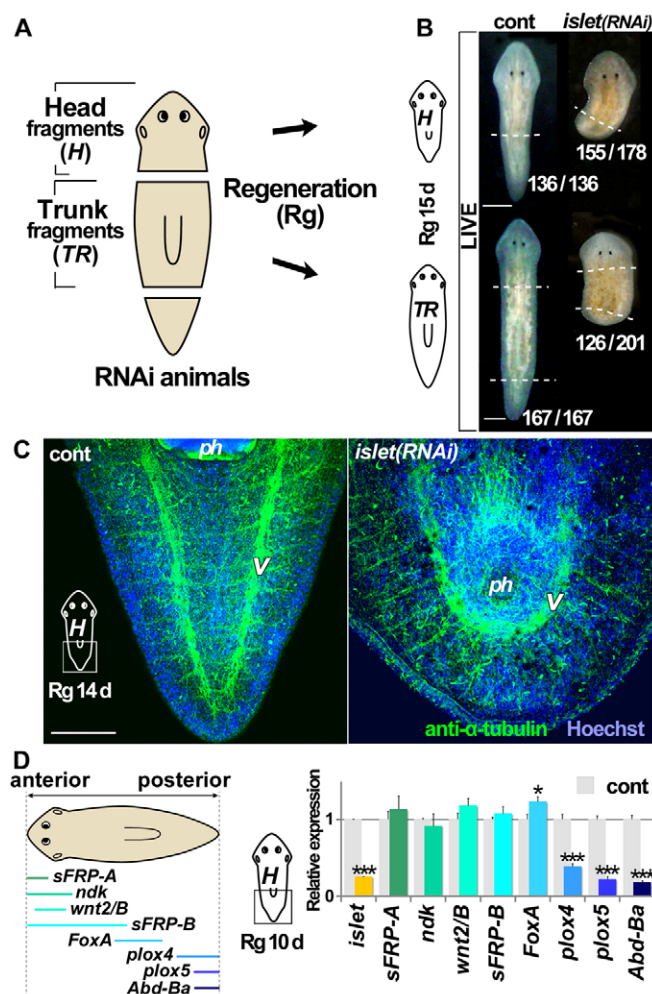 A
Head
fragments
(H)
Trunk
fragments
(TR)
Regeneration
(Rg)
RNAi animals
B
cont
islet(RNAi)
H
TR
Rg 15 d
LIVE
155 / 178
136 / 136
126 / 201
167 / 167
C
cont
ph
V
H
Rg 14 d
islet(RNAi)
ph
V
anti-α-tubulin
Hoechst
D
anterior
posterior
sFRP-A
ndk
wnt2/B
sFRP-B
FoxA
plox4
plox5
Abd-Ba
H
Rg 10 d
Relative expression
1
0
cont
***
*
***
***
***
islet
sFRP-A
ndk
wnt2/B
sFRP-B
FoxA
plox4
plox5
Abd-Ba